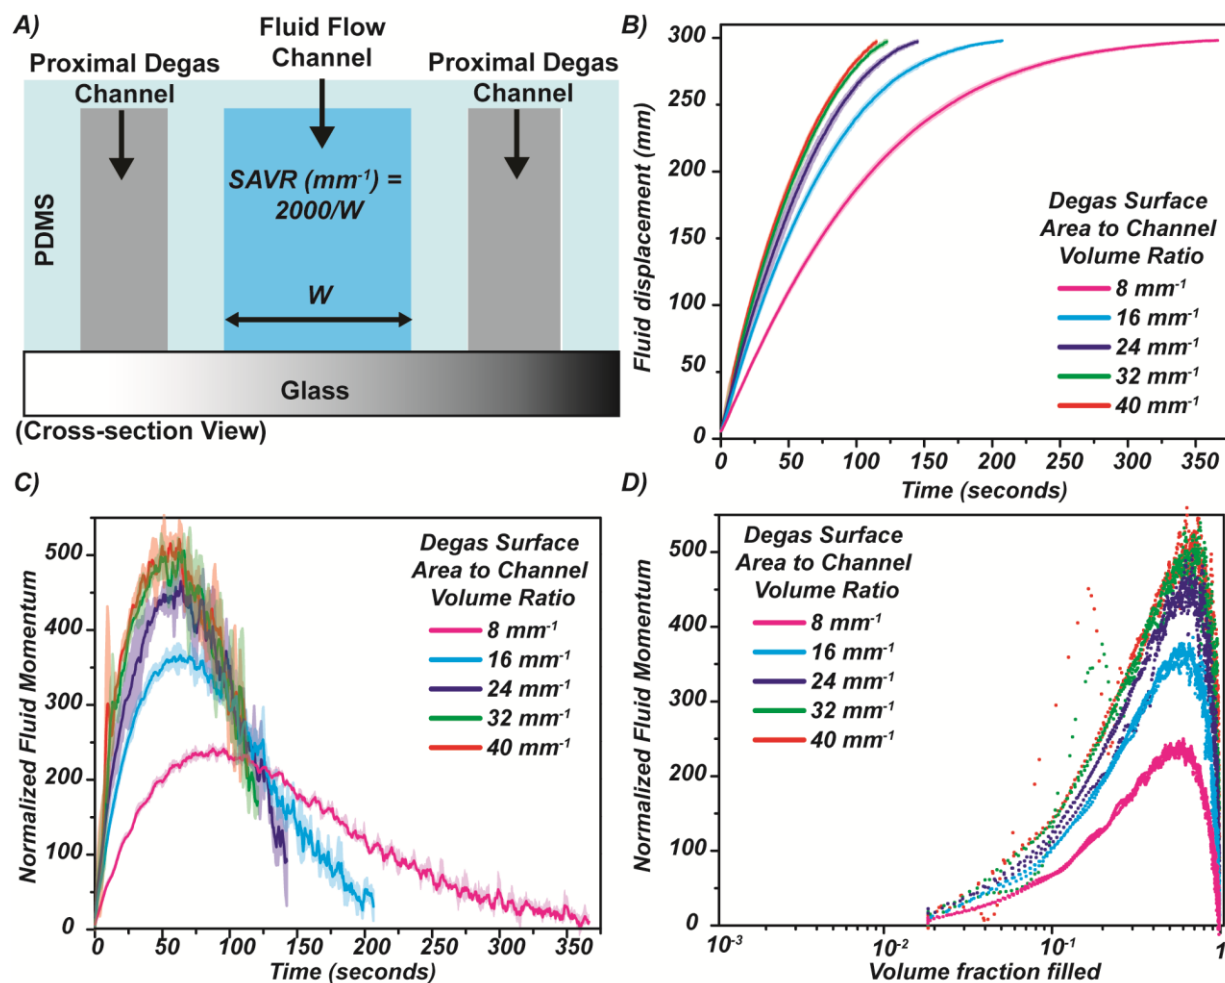 A)
Fluid Flow
Channel
Proximal Degas
Channel
Proximal Degas
Channel
SAVR (mm⁻¹) =
2000/W
PDMS
W
Glass
(Cross-section View)
B)
Fluid displacement (mm)
300
250
200
150
100
50
0
0 50 100 150 200 250 300 350
Time (seconds)
Degas Surface
Area to Channel
Volume Ratio
8 mm⁻¹
16 mm⁻¹
24 mm⁻¹
32 mm⁻¹
40 mm⁻¹
C)
Normalized Fluid Momentum
500
400
300
200
100
0
0 50 100 150 200 250 300 350
Time (seconds)
Degas Surface
Area to Channel
Volume Ratio
8 mm⁻¹
16 mm⁻¹
24 mm⁻¹
32 mm⁻¹
40 mm⁻¹
D)
Normalized Fluid Momentum
500
400
300
200
100
0
10⁻³ 10⁻² 10⁻¹ 1
Volume fraction filled
Degas Surface
Area to Channel
Volume Ratio
8 mm⁻¹
16 mm⁻¹
24 mm⁻¹
32 mm⁻¹
40 mm⁻¹